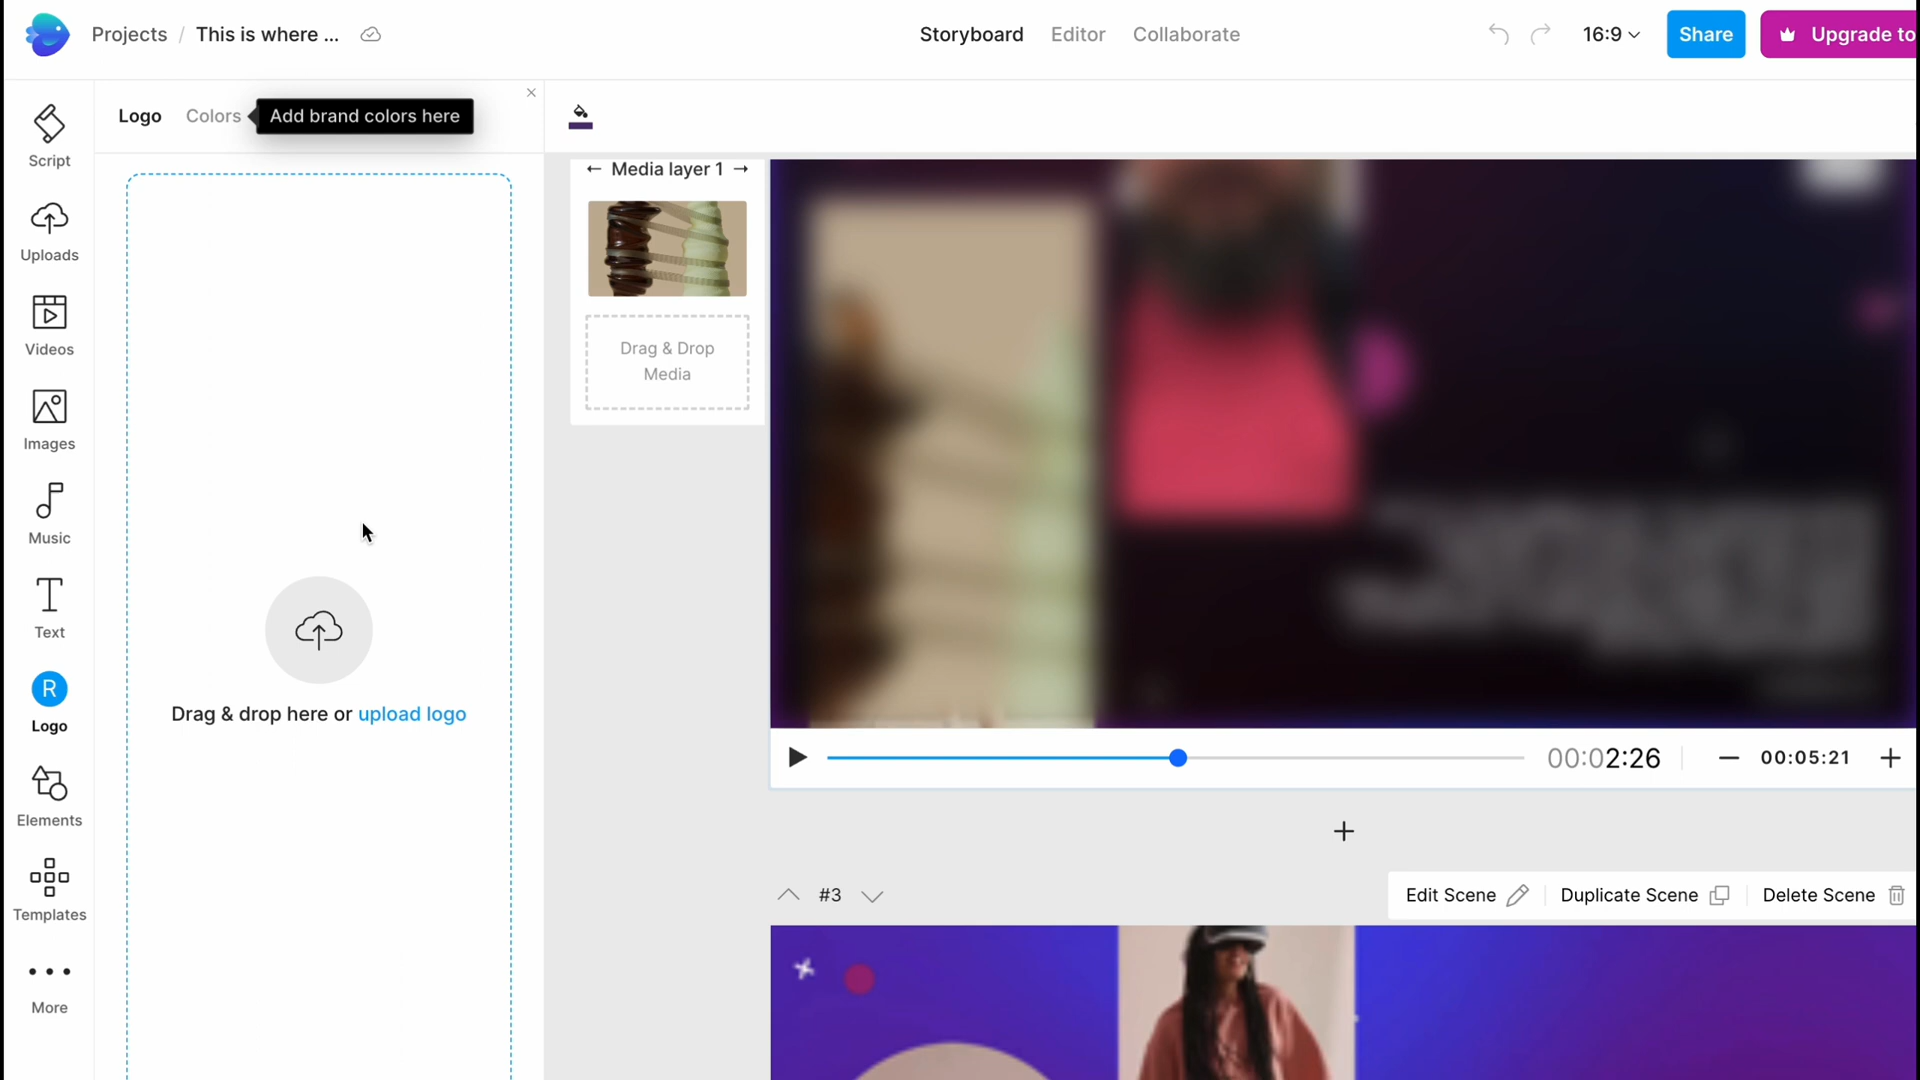 Projects / This is where ...
Storyboard
Editor
Collaborate
16:9
Share
Upgrade to
Logo
Colors
Add brand colors here
Script
Uploads
Videos
Images
Music
Text
R
Logo
Elements
Templates
More
Drag & drop here or upload logo
← Media layer 1 →
Drag & Drop
Media
00:02:26
00:05:21
#3
Edit Scene
Duplicate Scene
Delete Scene